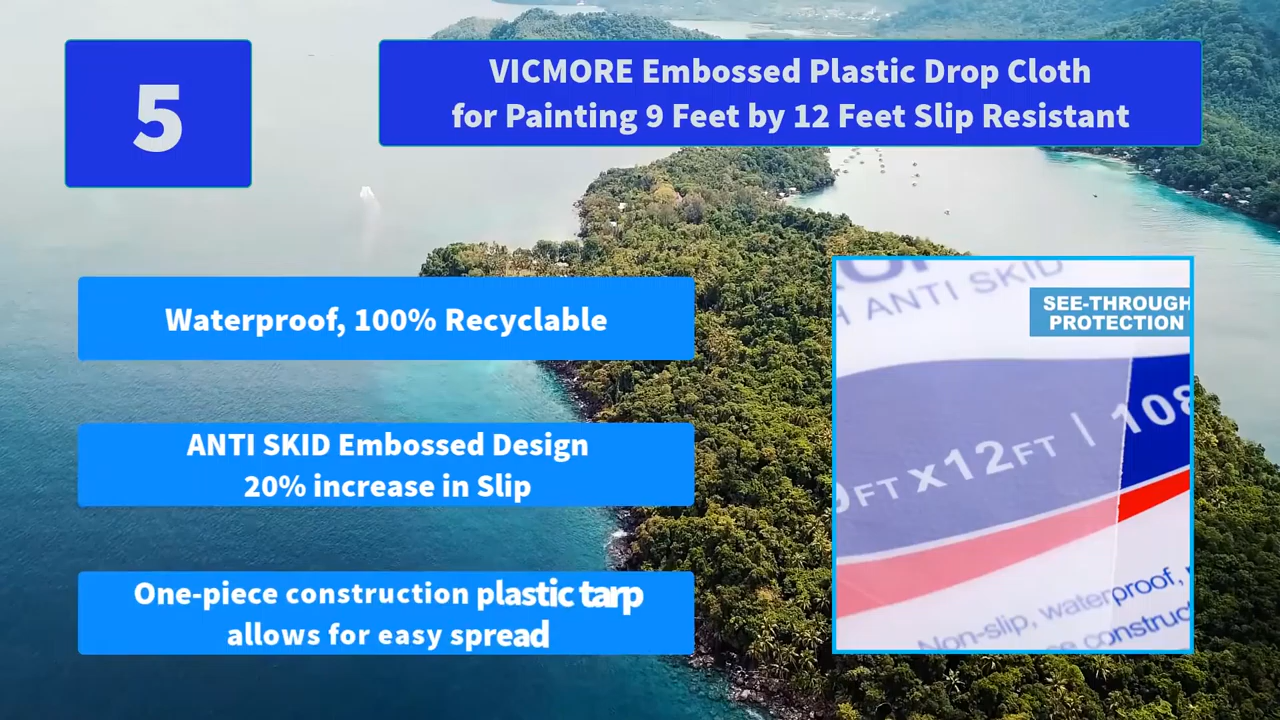 5
VICMORE Embossed Plastic Drop Cloth
for Painting 9 Feet by 12 Feet Slip Resistant
Waterproof, 100% Recyclable
ANTI SKID Embossed Design
20% increase in Slip
One-piece construction plastic tarp
allows for easy spread
ANTI SKID
SEE-THROUGH
PROTECTION
9FT x12FT | 108
Non-slip, waterproof,